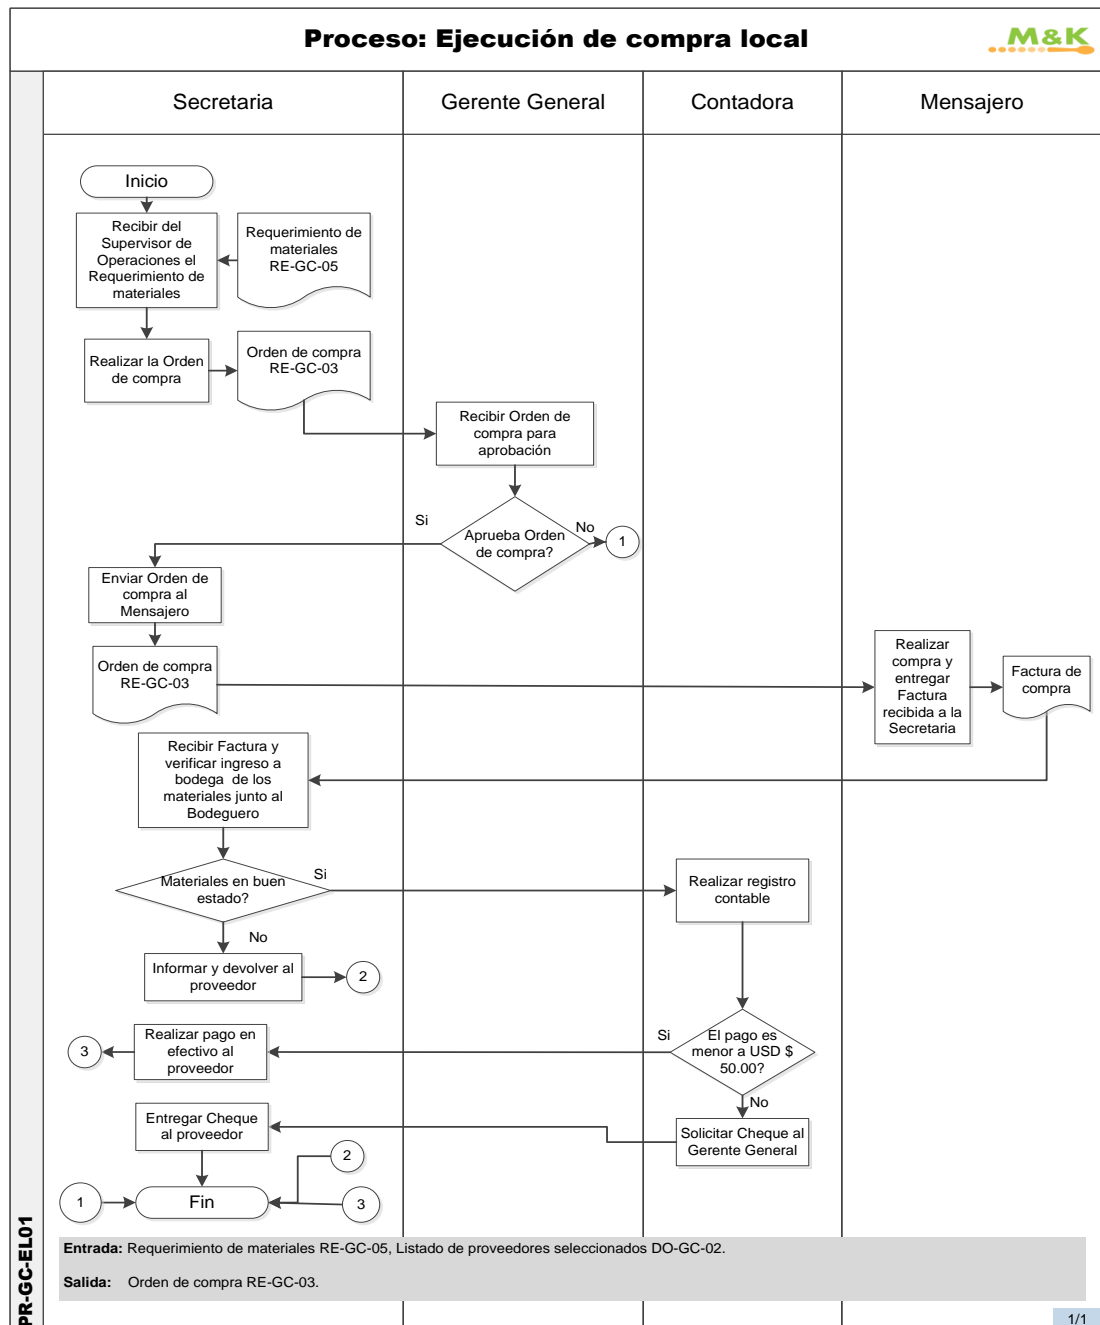 Proceso: Ejecución de compra local
M&K
Secretaria
Gerente General
Contadora
Mensajero
Inicio
Recibir del
Supervisor de
Operaciones el
Requerimiento de
materiales
Requerimiento de
materiales
RE-GC-05
Realizar la Orden
de compra
Orden de compra
RE-GC-03
Recibir Orden de
compra para
aprobación
Aprueba Orden
de compra?
Si
No
1
Enviar Orden de
compra al
Mensajero
Orden de compra
RE-GC-03
Realizar
compra y
entregar
Factura
recibida a la
Secretaria
Factura de
compra
Recibir Factura y
verificar ingreso a
bodega de los
materiales junto al
Bodeguero
Materiales en buen
estado?
Si
No
Realizar registro
contable
Informar y devolver al
proveedor
2
El pago es
menor a USD $
50.00?
Si
No
Realizar pago en
efectivo al
proveedor
3
Solicitar Cheque al
Gerente General
Entregar Cheque
al proveedor
2
1
Fin
3
Entrada: Requerimiento de materiales RE-GC-05, Listado de proveedores seleccionados DO-GC-02.
Salida: Orden de compra RE-GC-03.
PR-GC-EL01
1/1